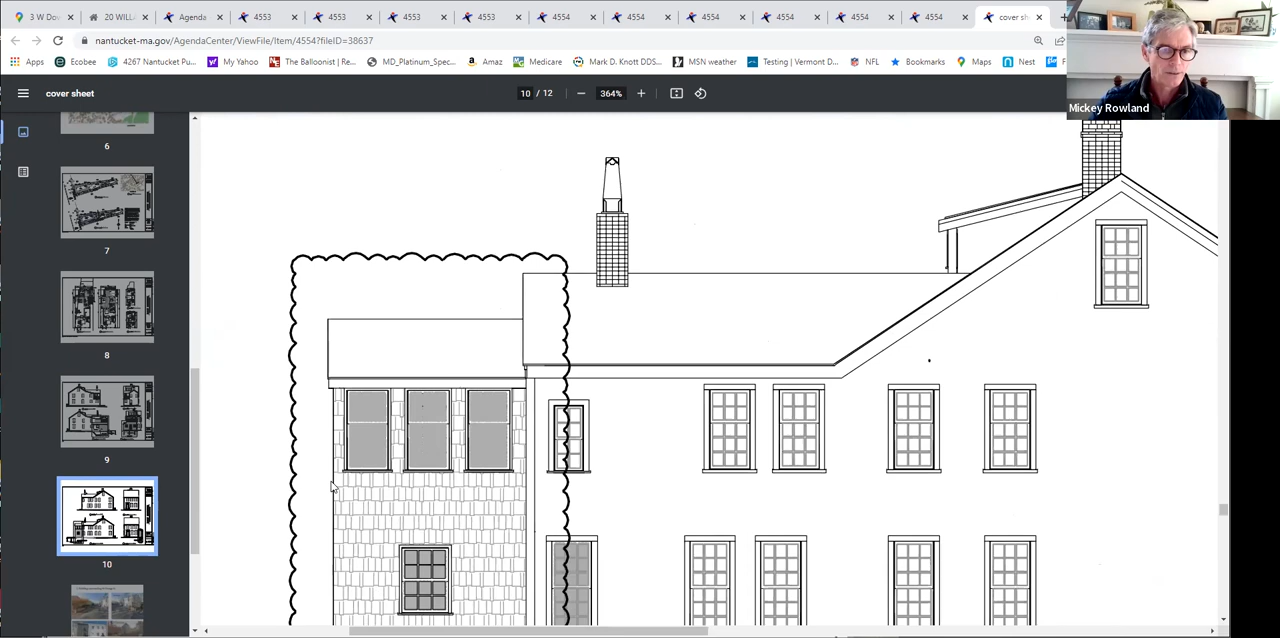 3 W Dov
20 WILL
Agenda
4553
4553
4553
4553
4554
4554
4554
4554
4554
4554
cover sh
nantucket-ma.gov/AgendaCenter/ViewFile/Item/4554?fileID=38637
Apps
Ecobee
4267 Nantucket Pu...
My Yahoo
The Balloonist | Re...
MD_Platinum_Spec...
Amaz
Medicare
Mark D. Knott DDS...
MSN weather
Testing | Vermont D...
NFL
Bookmarks
Maps
Nest
cover sheet
10 / 12
364%
Mickey Rowland
6
7
8
9
10